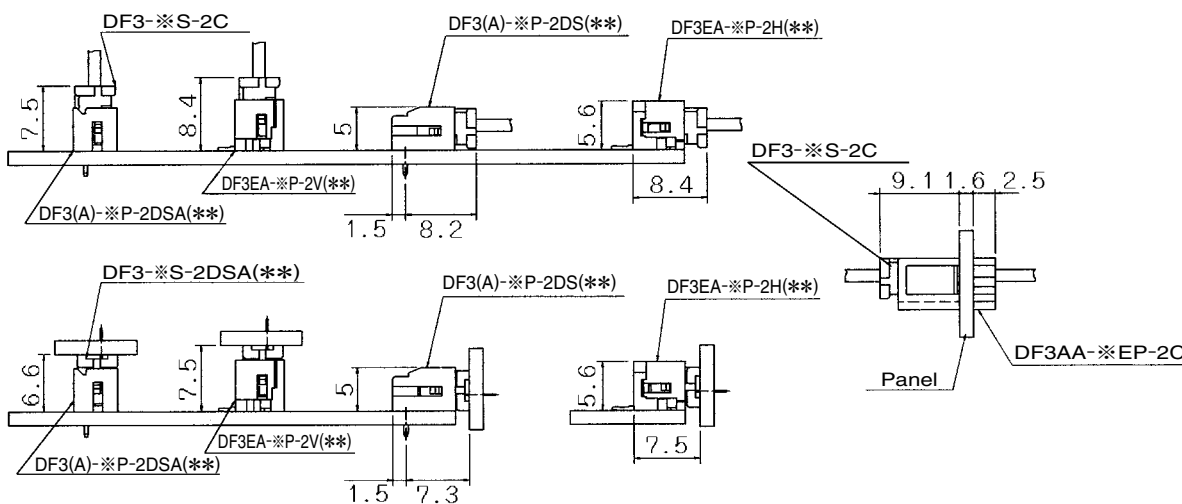 DF3-※S-2C
DF3(A)-※P-2DS(**)
DF3EA-※P-2H(**)
7.5
8.4
5
5.6
DF3-※S-2C
DF3EA-※P-2V(**)
8.4
9.1
1.6
2.5
DF3(A)-※P-2DSA(**)
1.5
8.2
DF3-※S-2DSA(**)
DF3(A)-※P-2DS(**)
DF3EA-※P-2H(**)
6.6
7.5
5
5.6
DF3AA-※EP-2C
Panel
DF3EA-※P-2V(**)
7.5
DF3(A)-※P-2DSA(**)
1.5
7.3